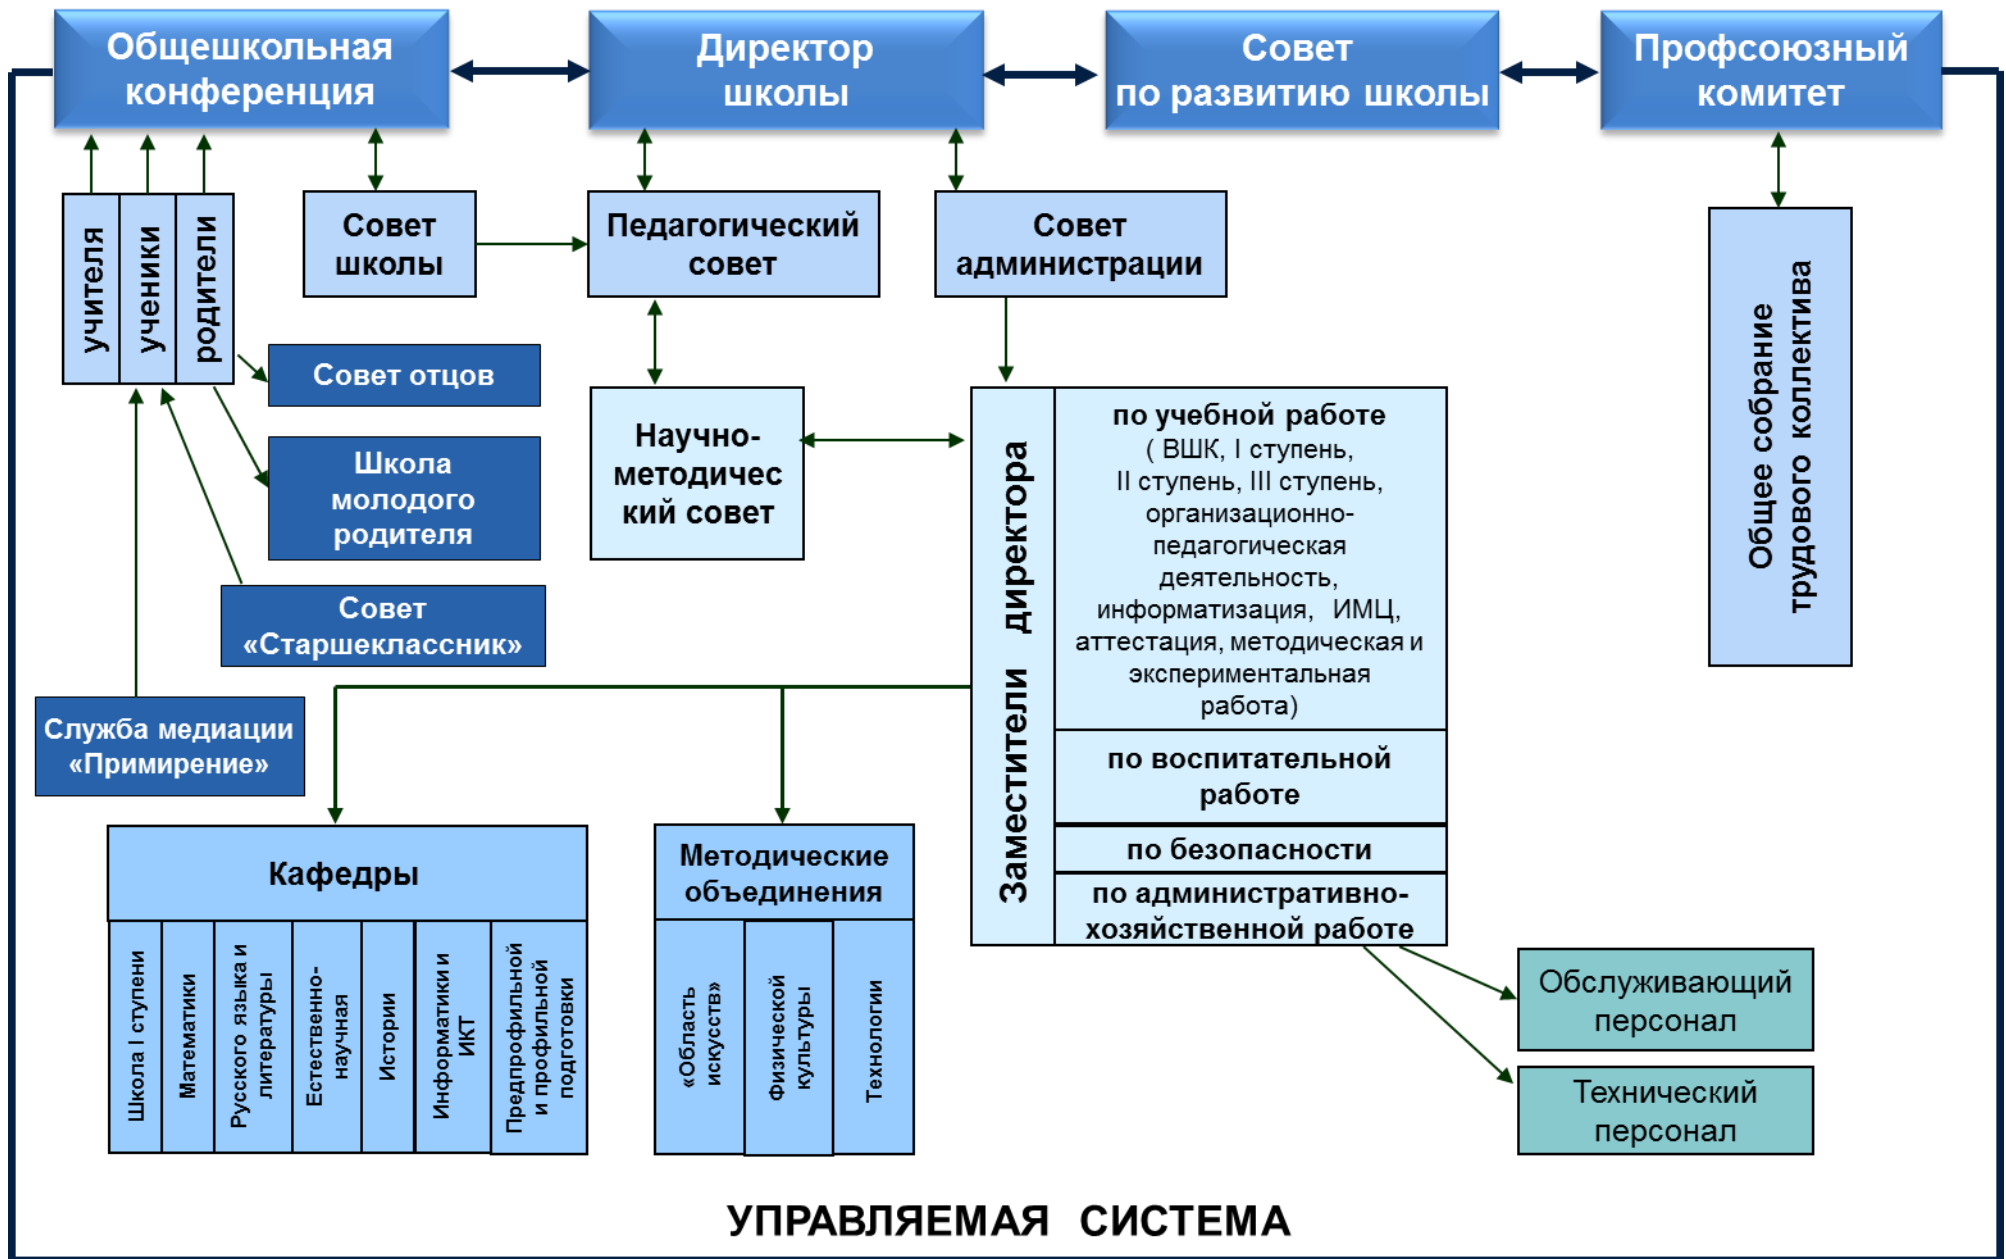 Общешкольная
конференция
Директор
школы
Совет
по развитию школы
Профсоюзный
комитет
учителя
ученики
родители
Совет
школы
Педагогический
совет
Совет
администрации
Общее собрание
трудового коллектива
Совет отцов
Школа
молодого
родителя
Совет
«Старшеклассник»
Служба медиации
«Примирение»
Научно-
методичес
кий совет
Заместители директора
по учебной работе
( ВШК, I ступень,
II ступень, III ступень,
организационно-
педагогическая
деятельность,
информатизация, ИМЦ,
аттестация, методическая и
экспериментальная
работа)
по воспитательной
работе
по безопасности
по административно-
хозяйственной работе
Кафедры
Школа I ступени
Математики
Русского языка и
литературы
Естественно-
научная
Истории
Информатики и
ИКТ
Предпрофильной
и профильной
подготовки
Методические
объединения
«Область
искусств»
Физической
культуры
Технологии
Обслуживающий
персонал
Технический
персонал
УПРАВЛЯЕМАЯ СИСТЕМА